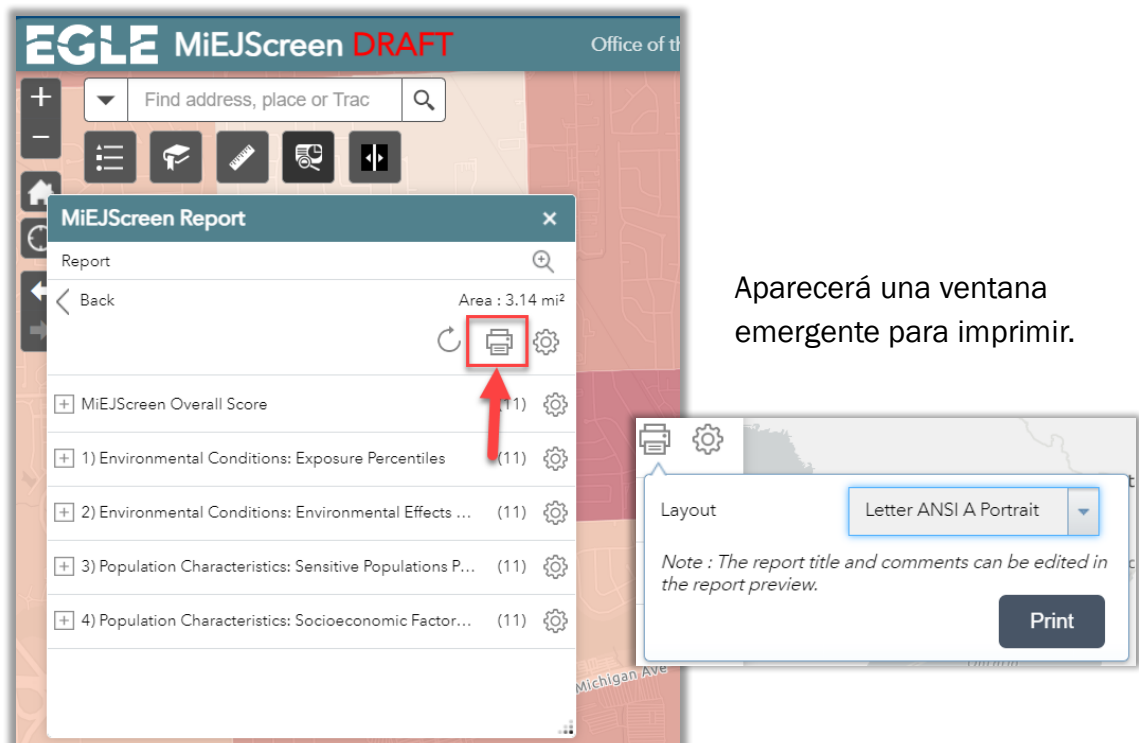 EGLE MiEJScreen DRAFT
Office of th
Find address, place or Trac
MiEJScreen Report
Report
Back
Area : 3.14 mi²
MiEJScreen Overall Score (11)
1) Environmental Conditions: Exposure Percentiles (11)
2) Environmental Conditions: Environmental Effects ... (11)
3) Population Characteristics: Sensitive Populations P... (11)
4) Population Characteristics: Socioeconomic Factor... (11)
Michigan Ave
Aparecerá una ventana
emergente para imprimir.
Layout
Letter ANSI A Portrait
Note : The report title and comments can be edited in
the report preview.
Print